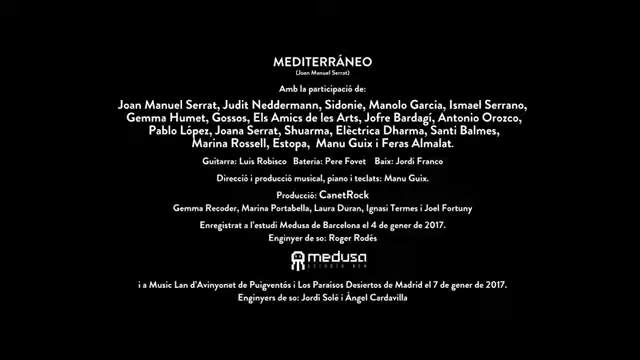 MEDITERRÁNEO
(Joan Manuel Serrat)
Amb la participació de:
Joan Manuel Serrat, Judit Neddermann, Sidonie, Manolo Garcia, Ismael Serrano,
Gemma Humet, Gossos, Els Amics de les Arts, Jofre Bardagí, Antonio Orozco,
Pablo López, Joana Serrat, Shuarma, Elèctrica Dharma, Santi Balmes,
Marina Rossell, Estopa, Manu Guix i Feras Almalat.
Guitarra: Luis Robisco Bateria: Pere Fovet Baix: Jordi Franco
Direcció i producció musical, piano i teclats: Manu Guix.
Producció: CanetRock
Gemma Recoder, Marina Portabella, Laura Duran, Ignasi Termes i Joel Fortuny
Enregistrat a l'estudi Medusa de Barcelona el 4 de gener de 2017.
Enginyer de so: Roger Rodés
medusa
ESTUDIO BCN
i a Music Lan d'Avinyonet de Puigventós i Los Paraísos Desiertos de Madrid el 7 de gener de 2017.
Enginyers de so: Jordi Solé i Ángel Cardavilla